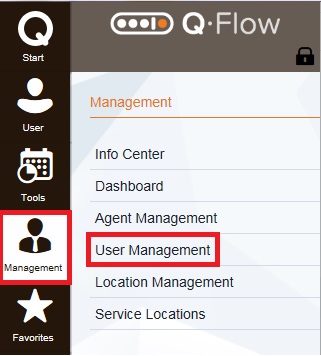 Q·Flow
Start
User
Tools
Management
Favorites
Management
Info Center
Dashboard
Agent Management
User Management
Location Management
Service Locations